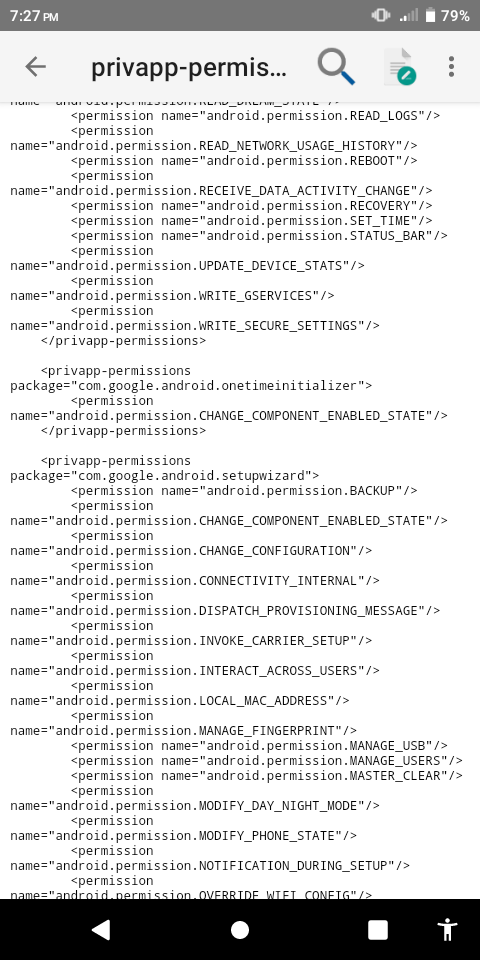 7:27 PM 79%
privapp-permis...
name="android.permission.READ_DREAM_STATE"/>
<permission name="android.permission.READ_LOGS"/>
<permission
name="android.permission.READ_NETWORK_USAGE_HISTORY"/>
<permission name="android.permission.REBOOT"/>
<permission
name="android.permission.RECEIVE_DATA_ACTIVITY_CHANGE"/>
<permission name="android.permission.RECOVERY"/>
<permission name="android.permission.SET_TIME"/>
<permission name="android.permission.STATUS_BAR"/>
<permission
name="android.permission.UPDATE_DEVICE_STATS"/>
<permission
name="android.permission.WRITE_GSERVICES"/>
<permission
name="android.permission.WRITE_SECURE_SETTINGS"/>
</privapp-permissions>
<privapp-permissions
package="com.google.android.onetimeinitializer">
<permission
name="android.permission.CHANGE_COMPONENT_ENABLED_STATE"/>
</privapp-permissions>
<privapp-permissions
package="com.google.android.setupwizard">
<permission name="android.permission.BACKUP"/>
<permission
name="android.permission.CHANGE_COMPONENT_ENABLED_STATE"/>
<permission
name="android.permission.CHANGE_CONFIGURATION"/>
<permission
name="android.permission.CONNECTIVITY_INTERNAL"/>
<permission
name="android.permission.DISPATCH_PROVISIONING_MESSAGE"/>
<permission
name="android.permission.INVOKE_CARRIER_SETUP"/>
<permission
name="android.permission.INTERACT_ACROSS_USERS"/>
<permission
name="android.permission.LOCAL_MAC_ADDRESS"/>
<permission
name="android.permission.MANAGE_FINGERPRINT"/>
<permission name="android.permission.MANAGE_USB"/>
<permission name="android.permission.MANAGE_USERS"/>
<permission name="android.permission.MASTER_CLEAR"/>
<permission
name="android.permission.MODIFY_DAY_NIGHT_MODE"/>
<permission
name="android.permission.MODIFY_PHONE_STATE"/>
<permission
name="android.permission.NOTIFICATION_DURING_SETUP"/>
<permission
name="android.permission.OVERRIDE_WIFI_CONFIG"/>